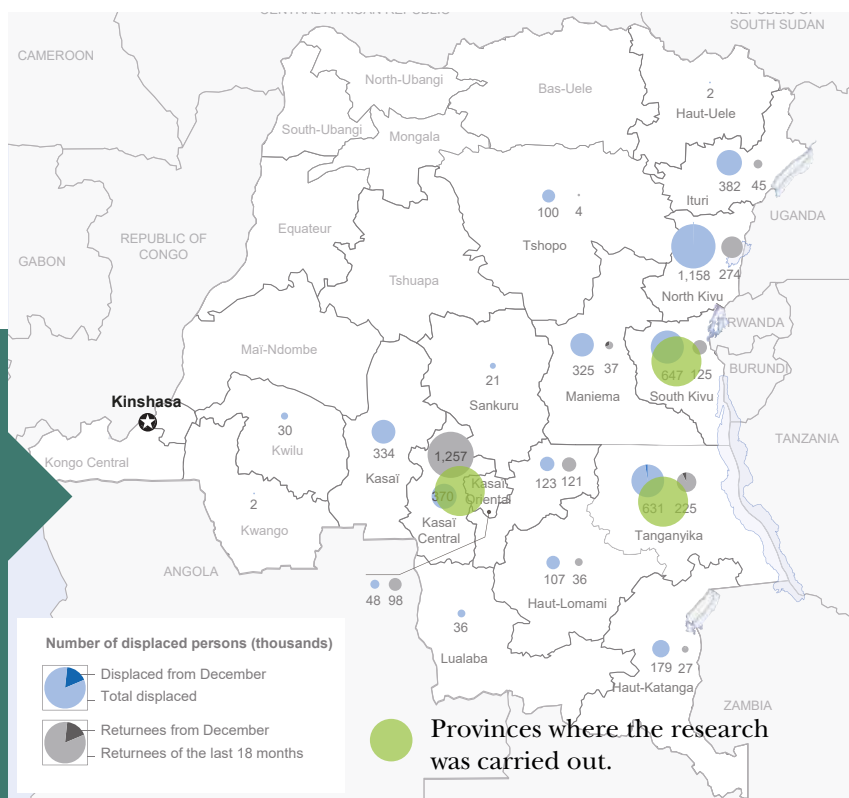 CENTRAL AFRICAN REPUBLIC
REPUBLIC OF
SOUTH SUDAN
CAMEROON
North-Ubangi
Bas-Uele
2
Haut-Uele
South-Ubangi
Mongala
382 45
Ituri
100 4
Tshopo
UGANDA
Equateur
REPUBLIC OF
CONGO
GABON
Tshuapa
1,158 274
North Kivu
RWANDA
Maï-Ndombe
325 37
Maniema
647 125
South Kivu
BURUNDI
21
Sankuru
Kinshasa
30
Kwilu
334
Kasaï
TANZANIA
Kongo Central
1,257
370
Kasaï
Oriental
Kasaï
Central
123 121
631 225
Tanganyika
2
Kwango
ANGOLA
48 98
107 36
Haut-Lomami
36
Lualaba
179 27
Haut-Katanga
ZAMBIA
Number of displaced persons (thousands)
Displaced from December
Total displaced
Returnees from December
Returnees of the last 18 months
Provinces where the research
was carried out.